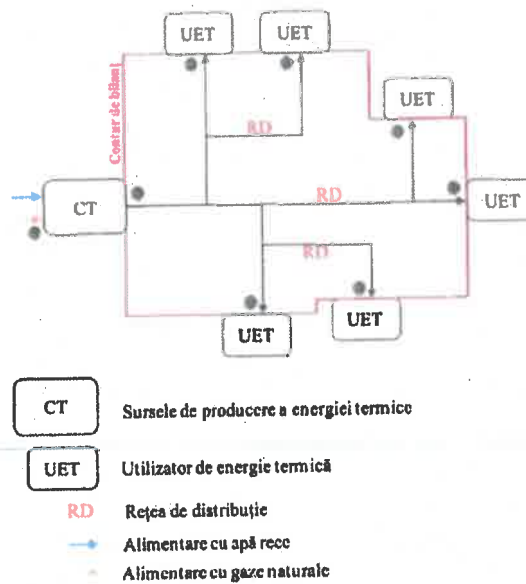 UET UET
Contur de bilanț
UET
RD
CT
RD
UET
RD
UET
UET
CT Sursele de producere a energiei termice
UET Utilizator de energie termică
RD Rețea de distribuție
Alimentare cu apă rece
Alimentare cu gaze naturale